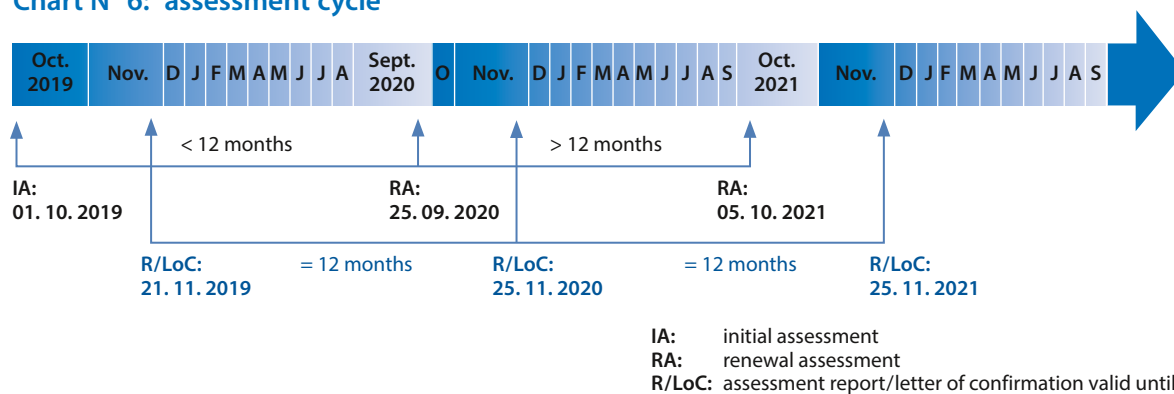 Chart N° 6: assessment cycle
Oct. 2019 Nov. D J F M A M J J A Sept. 2020 O Nov. D J F M A M J J A S Oct. 2021 Nov. D J F M A M J J A S
< 12 months > 12 months
IA: RA: RA:
01. 10. 2019 25. 09. 2020 05. 10. 2021
R/LoC: = 12 months R/LoC: = 12 months R/LoC:
21. 11. 2019 25. 11. 2020 25. 11. 2021
IA: initial assessment
RA: renewal assessment
R/LoC: assessment report/letter of confirmation valid until